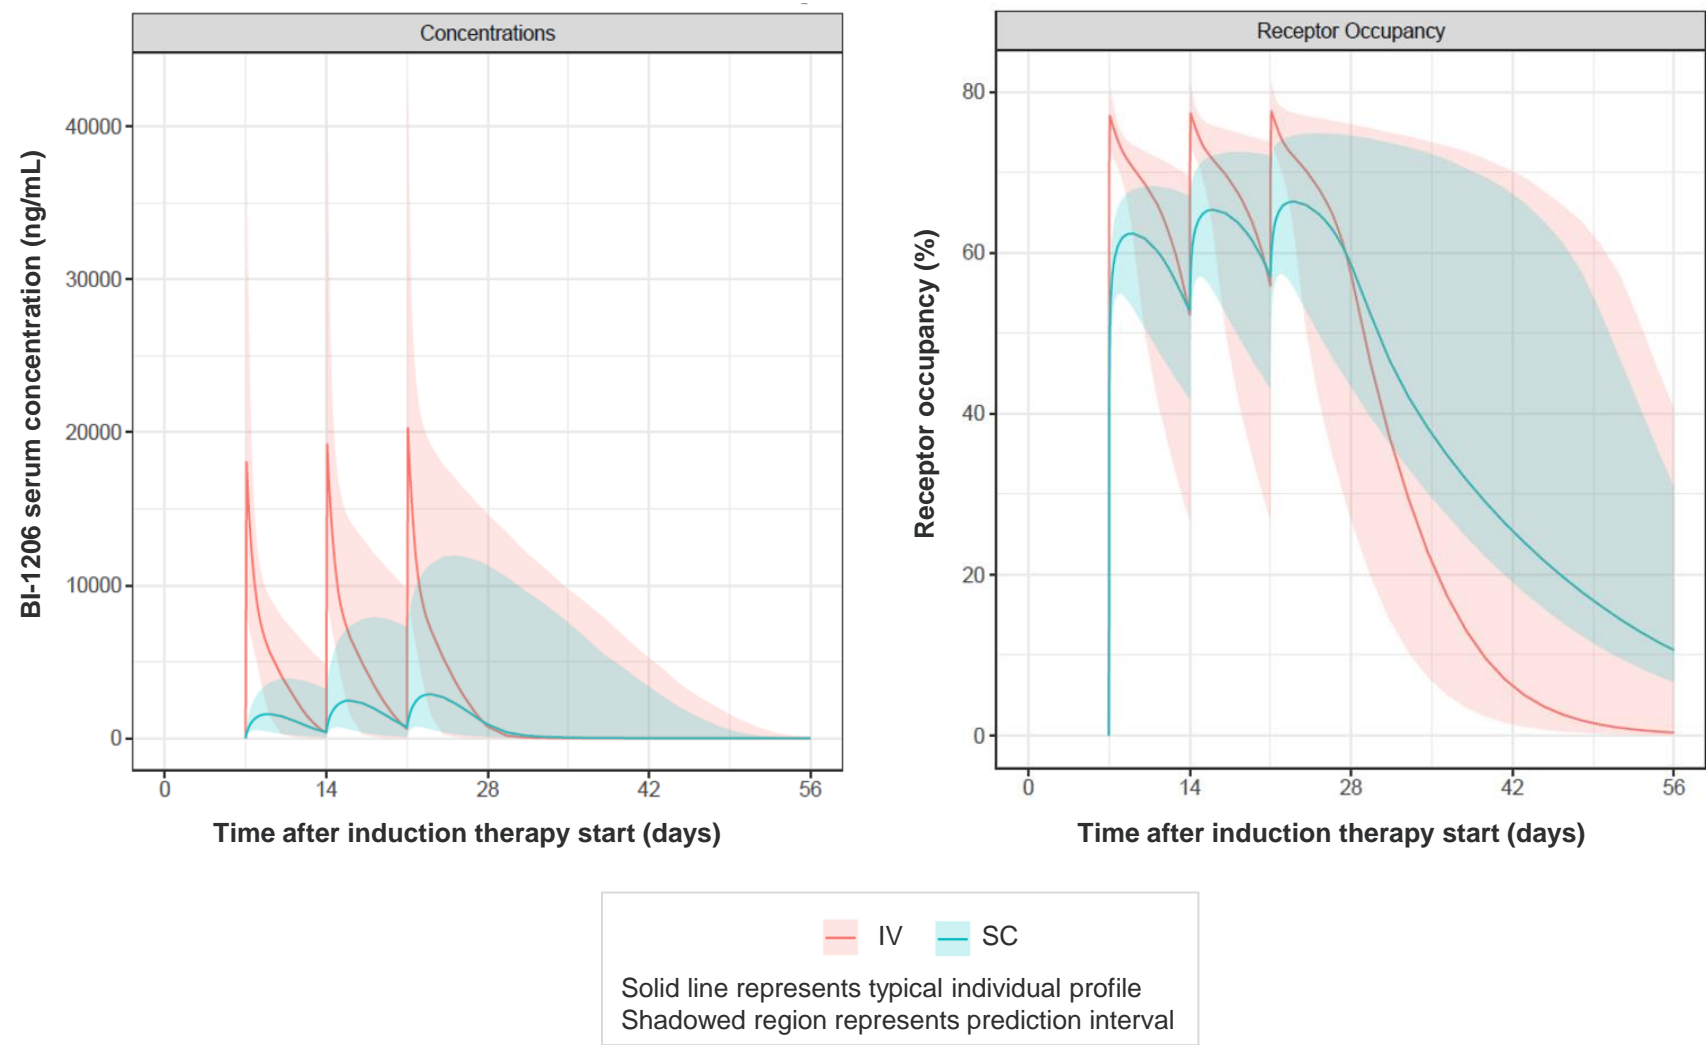 Concentrations
BI-1206 serum concentration (ng/mL)
40000
30000
20000
10000
0
0 14 28 42 56
Time after induction therapy start (days)
Receptor Occupancy
Receptor occupancy (%)
80
60
40
20
0
0 14 28 42 56
Time after induction therapy start (days)
IV SC
Solid line represents typical individual profile
Shadowed region represents prediction interval